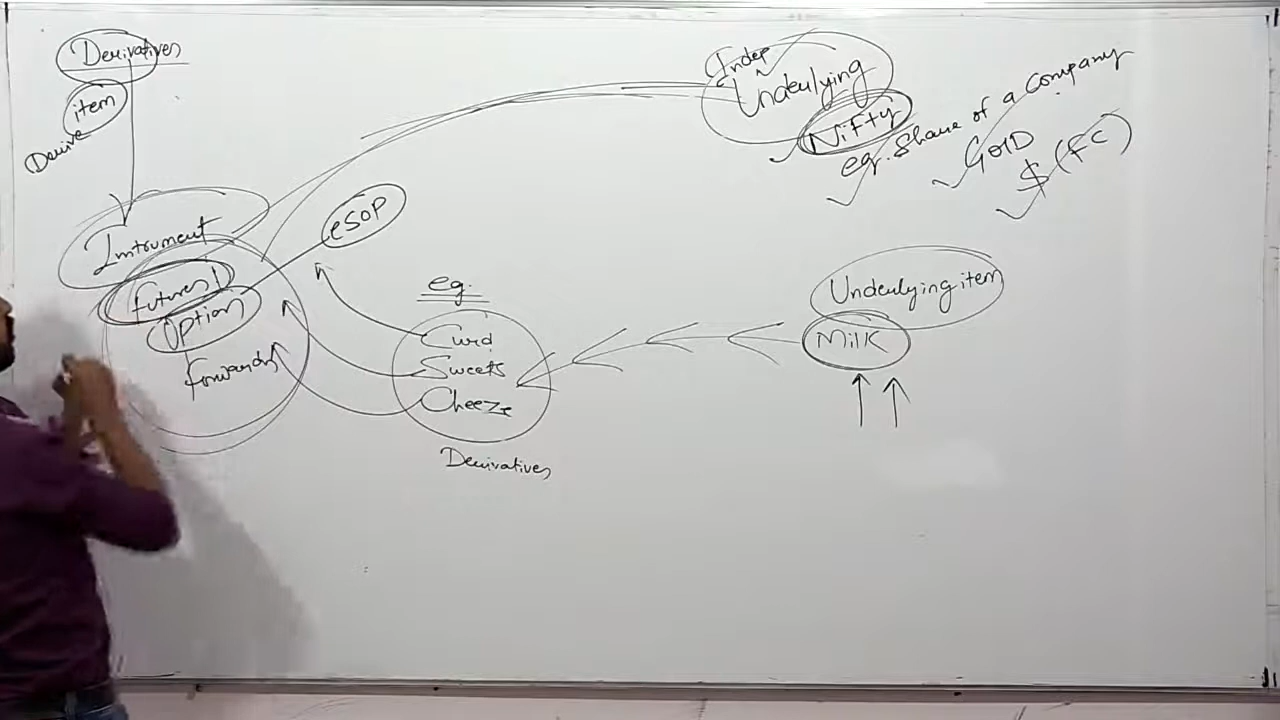 Derivatives
item
Derive
Intrument
Futures
Option
Forwards
eSOP
eg.
Curd
Sweets
Cheeze
Derivatives
Indep
Underlying
Nifty
eg. Share of a Company
GOlD
$ (FC)
Underlying item
Milk